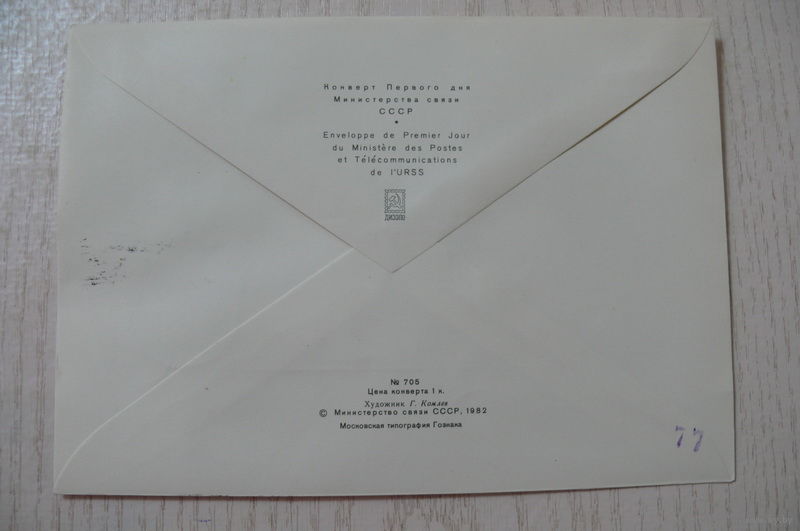 Конверт Первого дня
Министерства связи
СССР
*
Enveloppe de Premier Jour
du Ministère des Postes
et Télécommunications
de l'URSS
№ 705
Цена конверта 1 к.
Художник Г. Комлев
© Министерство связи СССР, 1982
Московская типография Гознака
77